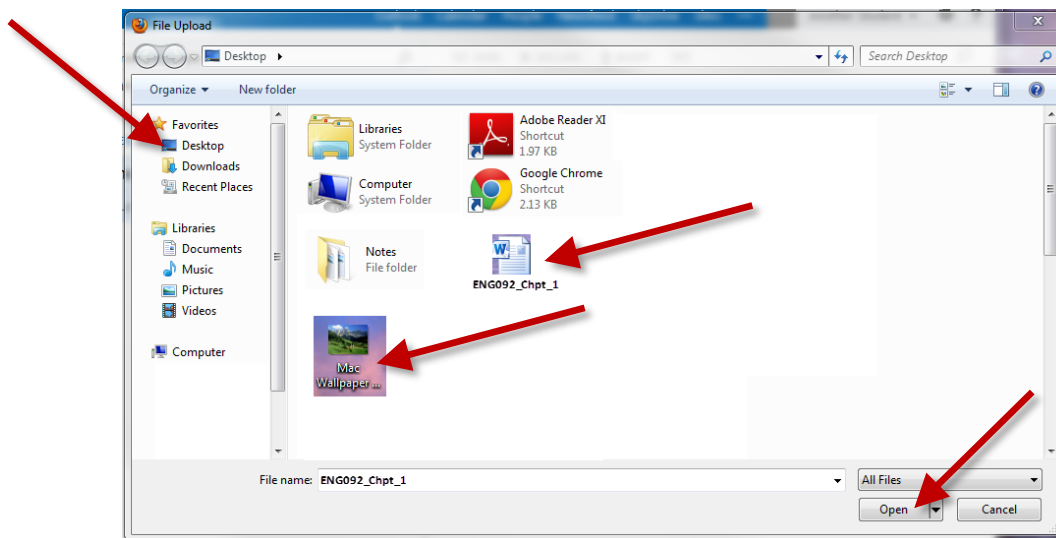 File Upload
Desktop
Search Desktop
Organize
New folder
Favorites
Desktop
Downloads
Recent Places
Libraries
Documents
Music
Pictures
Videos
Computer
Libraries
System Folder
Adobe Reader XI
Shortcut
1.97 KB
Computer
System Folder
Google Chrome
Shortcut
2.13 KB
Notes
File folder
ENG092_Chpt_1
Mac
Wallpaper ...
File name: ENG092_Chpt_1
All Files
Open
Cancel